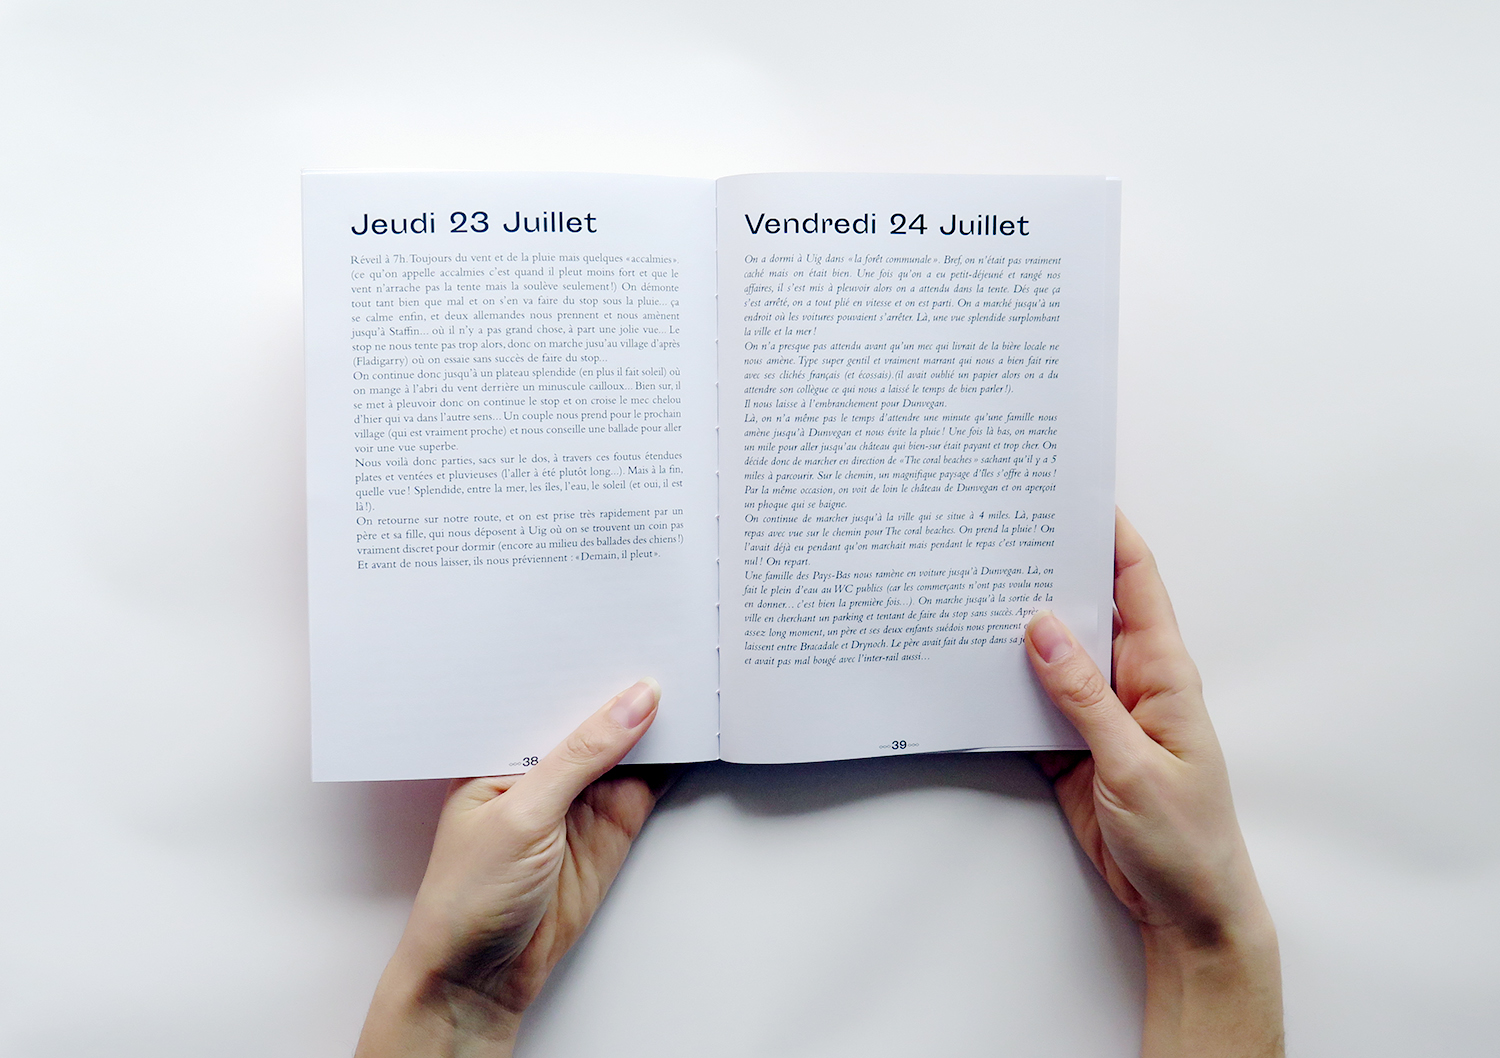 Jeudi 23 Juillet
Réveil à 7h. Toujours du vent et de la pluie mais quelques «accalmies».
(ce qu'on appelle accalmies c'est quand il pleut moins fort et que le
vent n'arrache pas la tente mais la soulève seulement!) On démonte
tout tant bien que mal et on s'en va faire du stop sous la pluie... ça
se calme enfin, et deux allemandes nous prennent et nous amènent
jusqu'à Staffin... où il n'y a pas grand chose, à part une jolie vue... Le
stop ne nous tente pas trop alors, donc on marche jusu'au village d'après
(Fladigarry) où on essaie sans succès de faire du stop...
On continue donc jusqu'à un plateau splendide (en plus il fait soleil) où
on mange à l'abri du vent derrière un minuscule cailloux... Bien sur, il
se met à pleuvoir donc on continue le stop et on croise le mec chelou
d'hier qui va dans l'autre sens... Un couple nous prend pour le prochain
village (qui est vraiment proche) et nous conseille une ballade pour aller
voir une vue superbe.
Nous voilà donc parties, sacs sur le dos, à travers ces foutus étendues
plates et ventées et pluvieuses (l'aller à été plutôt long...). Mais à la fin,
quelle vue! Splendide, entre la mer, les îles, l'eau, le soleil (et oui, il est
là!).
On retourne sur notre route, et on est prise très rapidement par un
père et sa fille, qui nous déposent à Uig où on se trouvent un coin pas
vraiment discret pour dormir (encore au milieu des ballades des chiens!)
Et avant de nous laisser, ils nous préviennent : «Demain, il pleut».
ooo38
Vendredi 24 Juillet
On a dormi à Uig dans «la forêt communale». Bref, on n'était pas vraiment
caché mais on était bien. Une fois qu'on a eu petit-déjeuné et rangé nos
affaires, il s'est mis à pleuvoir alors on a attendu dans la tente. Dés que ça
s'est arrêté, on a tout plié en vitesse et on est parti. On a marché jusqu'à un
endroit où les voitures pouvaient s'arrêter. Là, une vue splendide surplombant
la ville et la mer!
On n'a presque pas attendu avant qu'un mec qui livrait de la bière locale ne
nous amène. Type super gentil et vraiment marrant qui nous a bien fait rire
avec ses clichés français (et écossais).(il avait oublié un papier alors on a du
attendre son collègue ce qui nous a laissé le temps de bien parler!).
Il nous laisse à l'embranchement pour Dunvegan.
Là, on n'a même pas le temps d'attendre une minute qu'une famille nous
amène jusqu'à Dunvegan et nous évite la pluie! Une fois là bas, on marche
un mile pour aller jusqu'au château qui bien-sur était payant et trop cher. On
décide donc de marcher en direction de «The coral beaches» sachant qu'il y a 5
miles à parcourir. Sur le chemin, un magnifique paysage d'îles s'offre à nous!
Par la même occasion, on voit de loin le château de Dunvegan et on aperçoit
un phoque qui se baigne.
On continue de marcher jusqu'à la ville qui se situe à 4 miles. Là, pause
repas avec vue sur le chemin pour The coral beaches. On prend la pluie! On
l'avait déjà eu pendant qu'on marchait mais pendant le repas c'est vraiment
nul! On repart.
Une famille des Pays-Bas nous ramène en voiture jusqu'à Dunvegan. Là, on
fait le plein d'eau au WC publics (car les commerçants n'ont pas voulu nous
en donner... c'est bien la première fois...). On marche jusqu'à la sortie de la
ville en cherchant un parking et tentant de faire du stop sans succès. Après
assez long moment, un père et ses deux enfants suédois nous prennent
laissent entre Bracadale et Drynoch. Le père avait fait du stop dans sa
et avait pas mal bougé avec l'inter-rail aussi...
ooo39ooo